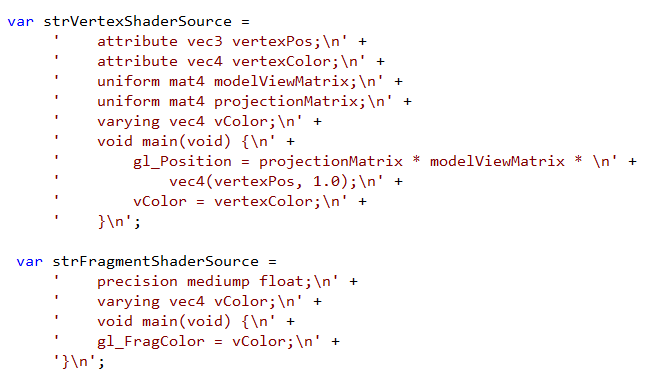 var strVertexShaderSource =
'    attribute vec3 vertexPos;\n' +
'    attribute vec4 vertexColor;\n' +
'    uniform mat4 modelViewMatrix;\n' +
'    uniform mat4 projectionMatrix;\n' +
'    varying vec4 vColor;\n' +
'    void main(void) {\n' +
'        gl_Position = projectionMatrix * modelViewMatrix * \n' +
'            vec4(vertexPos, 1.0);\n' +
'        vColor = vertexColor;\n' +
'    }\n';
var strFragmentShaderSource =
'    precision mediump float;\n' +
'    varying vec4 vColor;\n' +
'    void main(void) {\n' +
'    gl_FragColor = vColor;\n' +
'}\n';